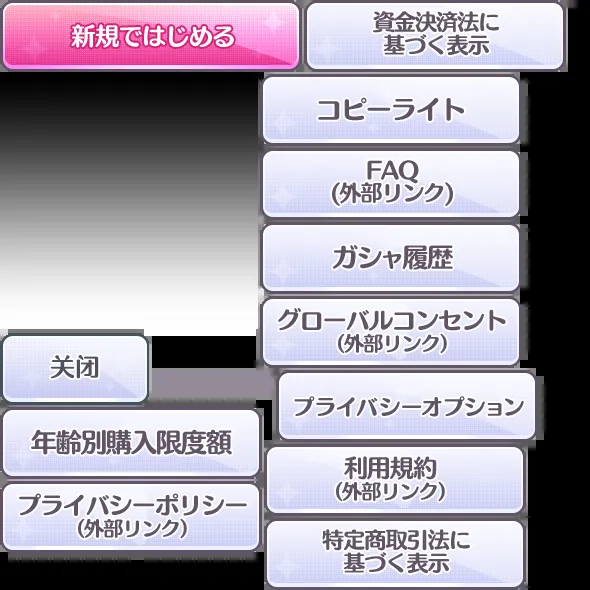 新規ではじめる
資金決済法に
基づく表示
コピーライト
FAQ
(外部リンク)
ガシャ履歴
グローバルコンセント
(外部リンク)
关闭
プライバシーオプション
年齢別購入限度額
利用規約
(外部リンク)
プライバシーポリシー
(外部リンク)
特定商取引法に
基づく表示